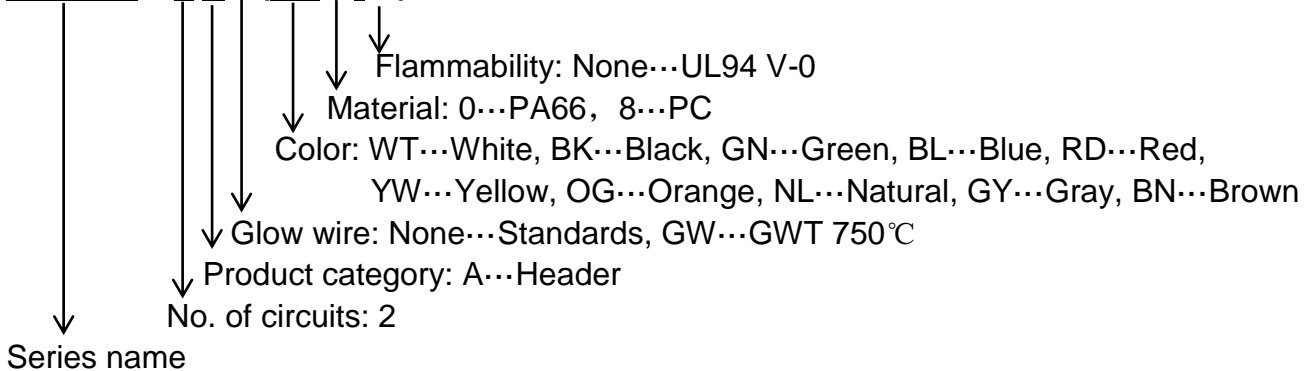 Flammability: None···UL94 V-0
Material: 0···PA66，8···PC
Color: WT···White, BK···Black, GN···Green, BL···Blue, RD···Red,
YW···Yellow, OG···Orange, NL···Natural, GY···Gray, BN···Brown
Glow wire: None···Standards, GW···GWT 750℃
Product category: A···Header
No. of circuits: 2
Series name